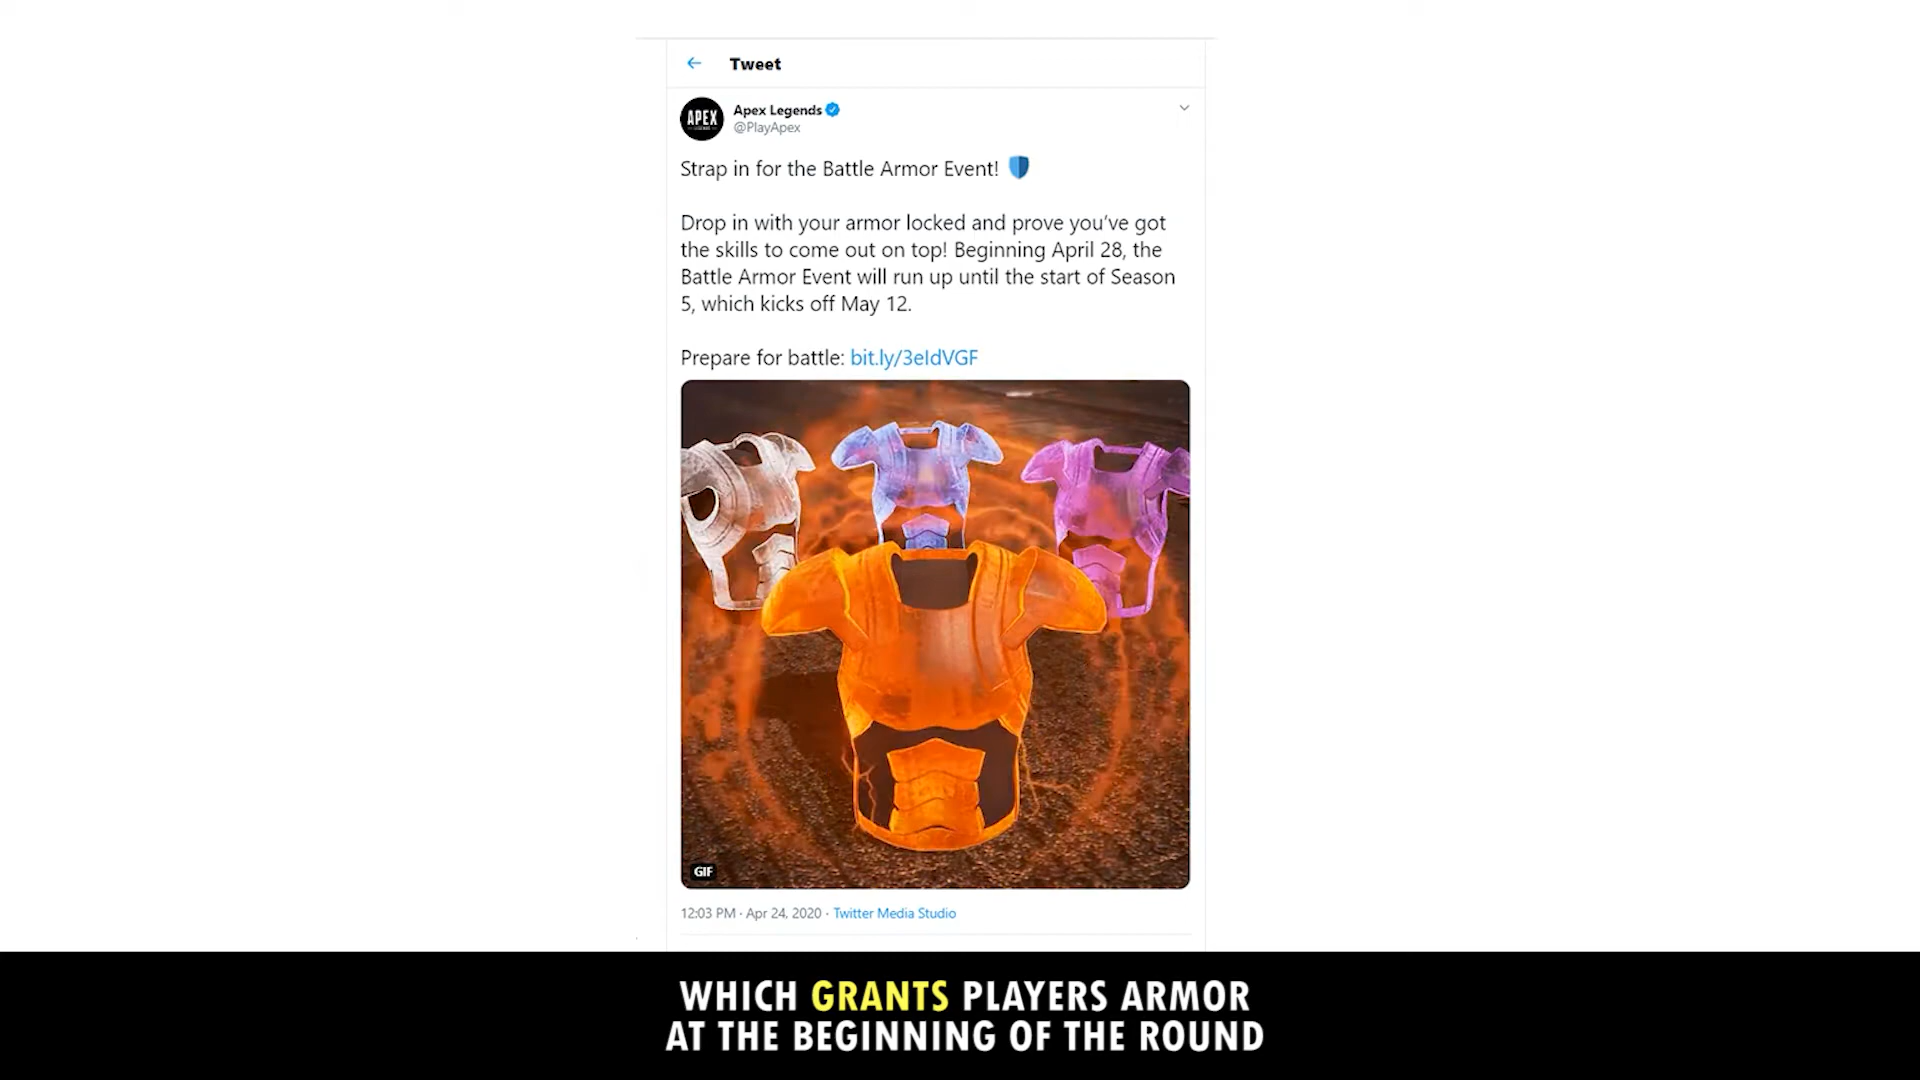 Tweet
APEX
Apex Legends
@PlayApex
Strap in for the Battle Armor Event!
Drop in with your armor locked and prove you've got
the skills to come out on top! Beginning April 28, the
Battle Armor Event will run up until the start of Season
5, which kicks off May 12.
Prepare for battle: bit.ly/3eIdVGF
GIF
12:03 PM · Apr 24, 2020 · Twitter Media Studio
WHICH GRANTS PLAYERS ARMOR
AT THE BEGINNING OF THE ROUND